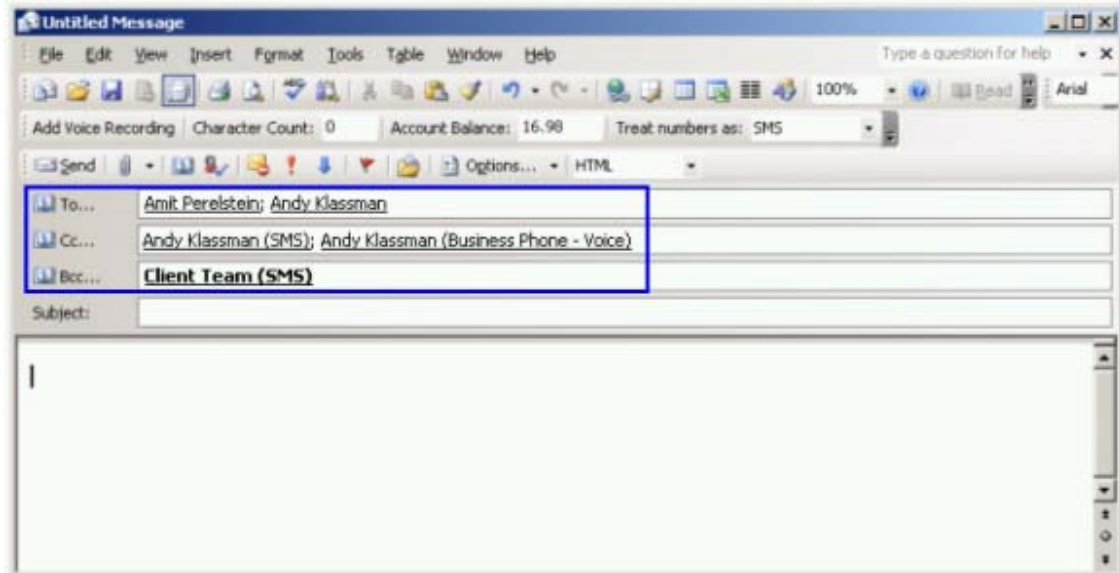 Untitled Message
File Edit View Insert Format Tools Table Window Help Type a question for help
100% Read Arial
Add Voice Recording Character Count: 0 Account Balance: 16.98 Treat numbers as: SMS
Send Options... HTML
To... Amit Perelstein; Andy Klassman
Cc... Andy Klassman (SMS); Andy Klassman (Business Phone - Voice)
Bcc... Client Team (SMS)
Subject: